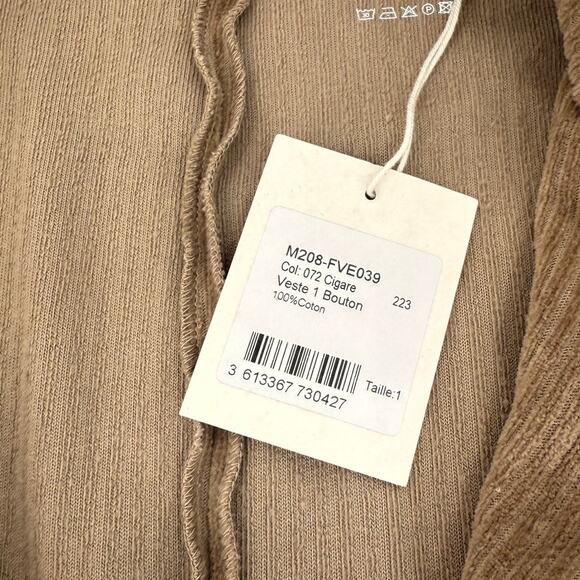 M208-FVE039
Col: 072 Cigare
Veste 1 Bouton 223
100%Coton
3 613367 730427
Taille:1